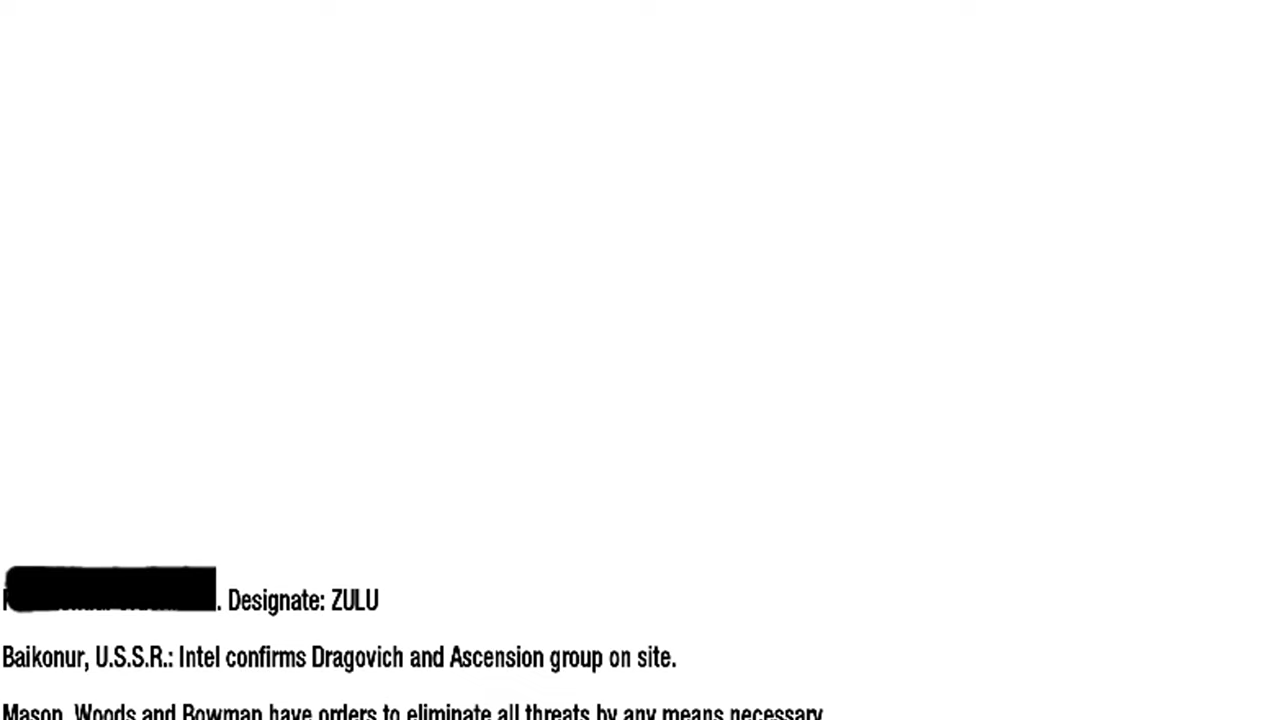 . Designate: ZULU
Baikonur, U.S.S.R.: Intel confirms Dragovich and Ascension group on site.
Mason, Woods and Bowman have orders to eliminate all threats by any means necessary